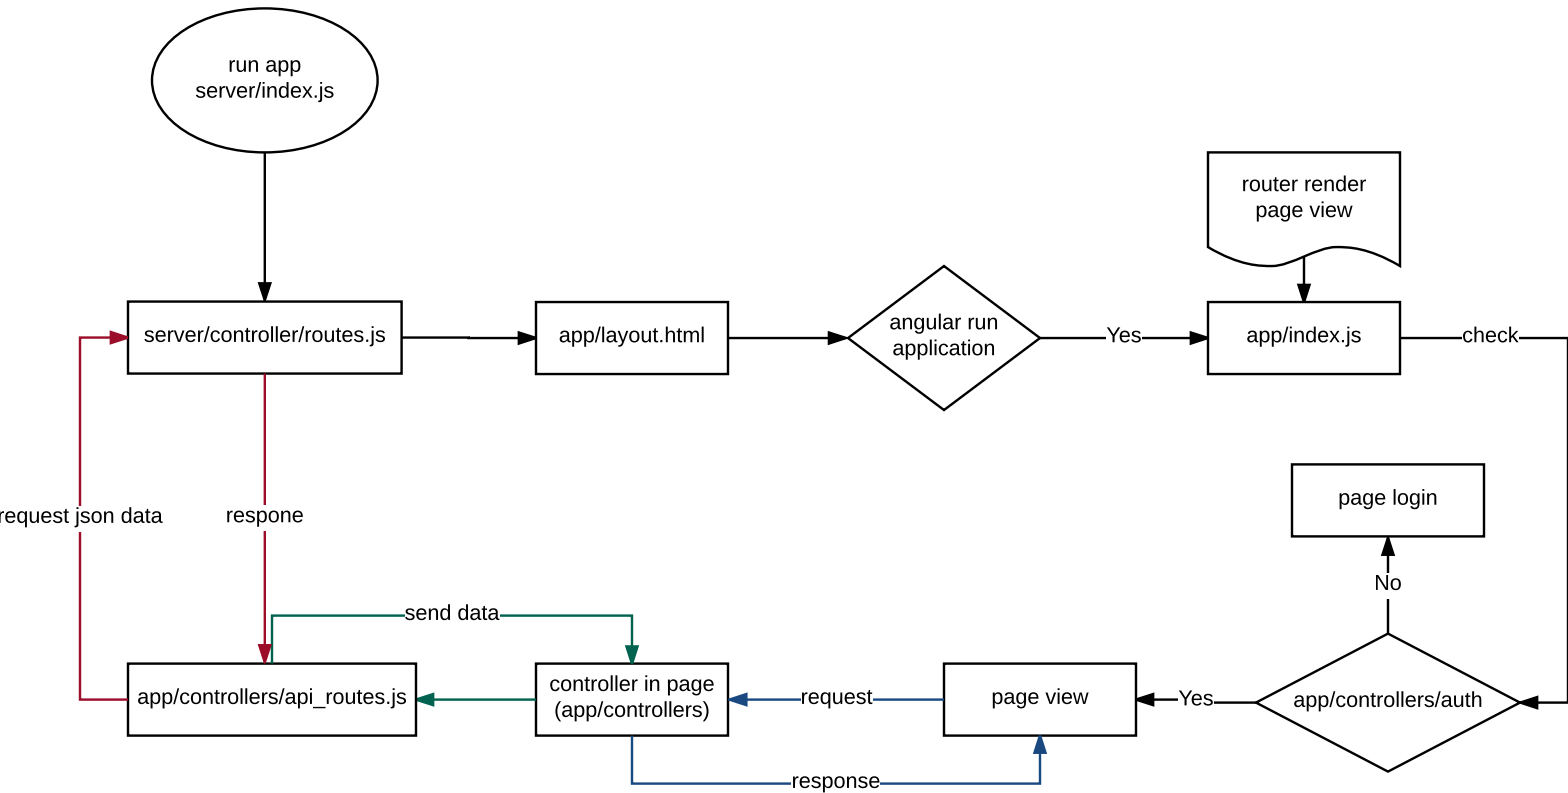 run app
server/index.js
router render
page view
server/controller/routes.js
app/layout.html
angular run
application
Yes
app/index.js
check
page login
request json data
respone
No
send data
app/controllers/api_routes.js
controller in page
(app/controllers)
request
page view
Yes
app/controllers/auth
response